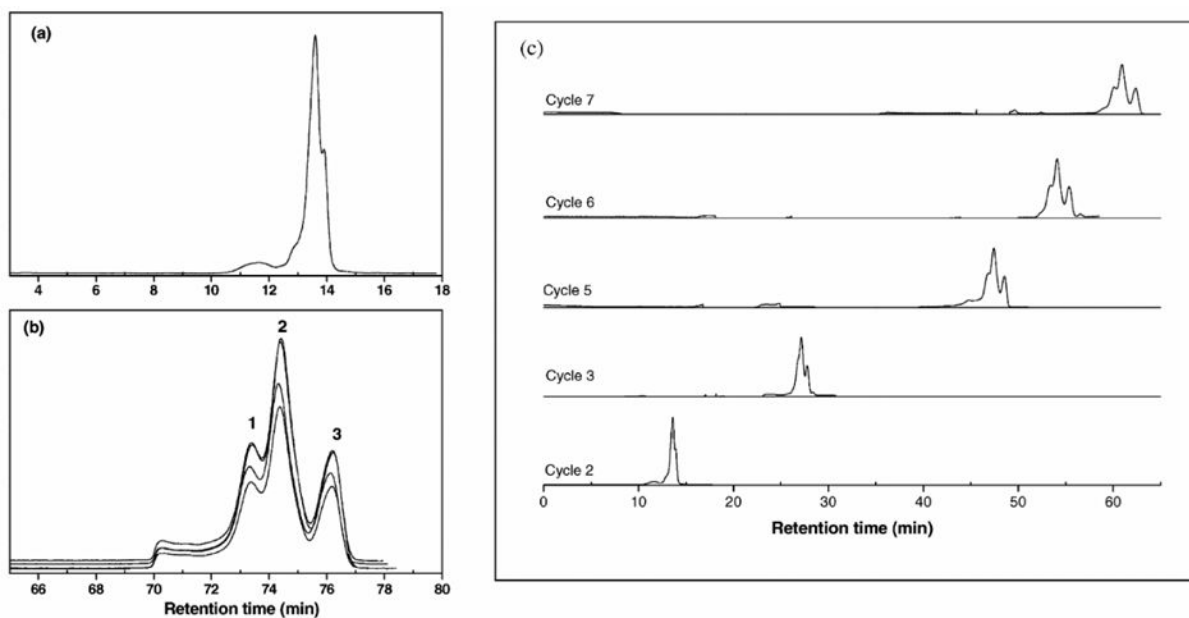 (a)
4 6 8 10 12 14 16 18
(b)
1
2
3
66 68 70 72 74 76 78 80
Retention time (min)
(c)
Cycle 7
Cycle 6
Cycle 5
Cycle 3
Cycle 2
0 10 20 30 40 50 60
Retention time (min)